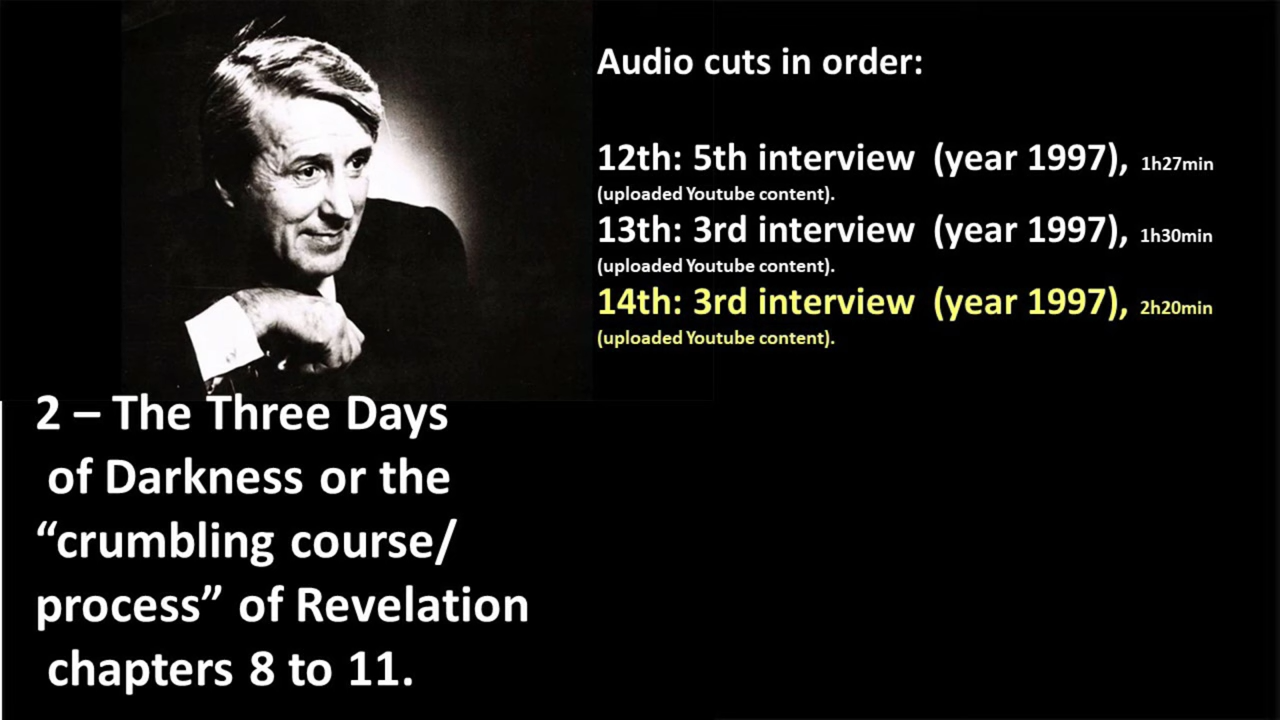 Audio cuts in order:
12th: 5th interview (year 1997), 1h27min
(uploaded Youtube content).
13th: 3rd interview (year 1997), 1h30min
(uploaded Youtube content).
14th: 3rd interview (year 1997), 2h20min
(uploaded Youtube content).
2 – The Three Days
of Darkness or the
“crumbling course/
process” of Revelation
chapters 8 to 11.